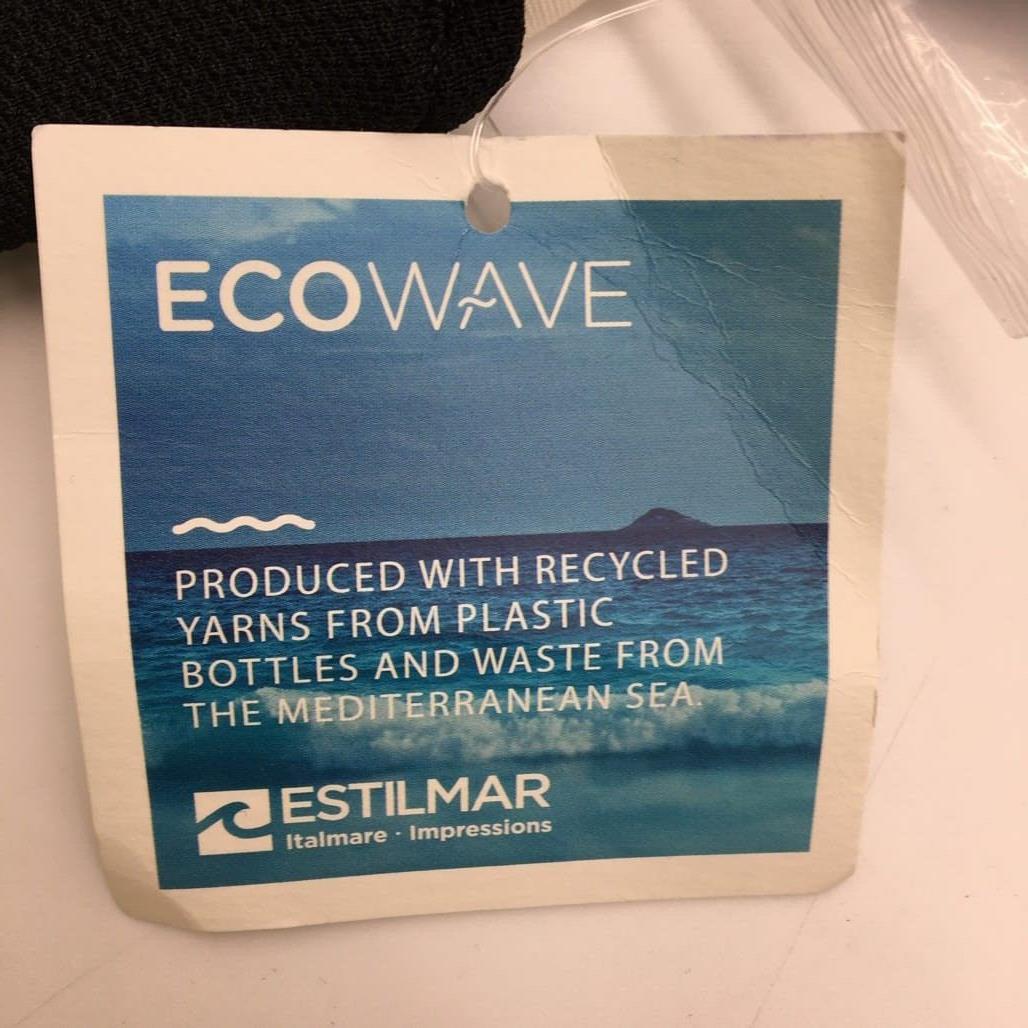 ECOWAVE
PRODUCED WITH RECYCLED
YARNS FROM PLASTIC
BOTTLES AND WASTE FROM
THE MEDITERRANEAN SEA.
ESTILMAR
Italmare · Impressions